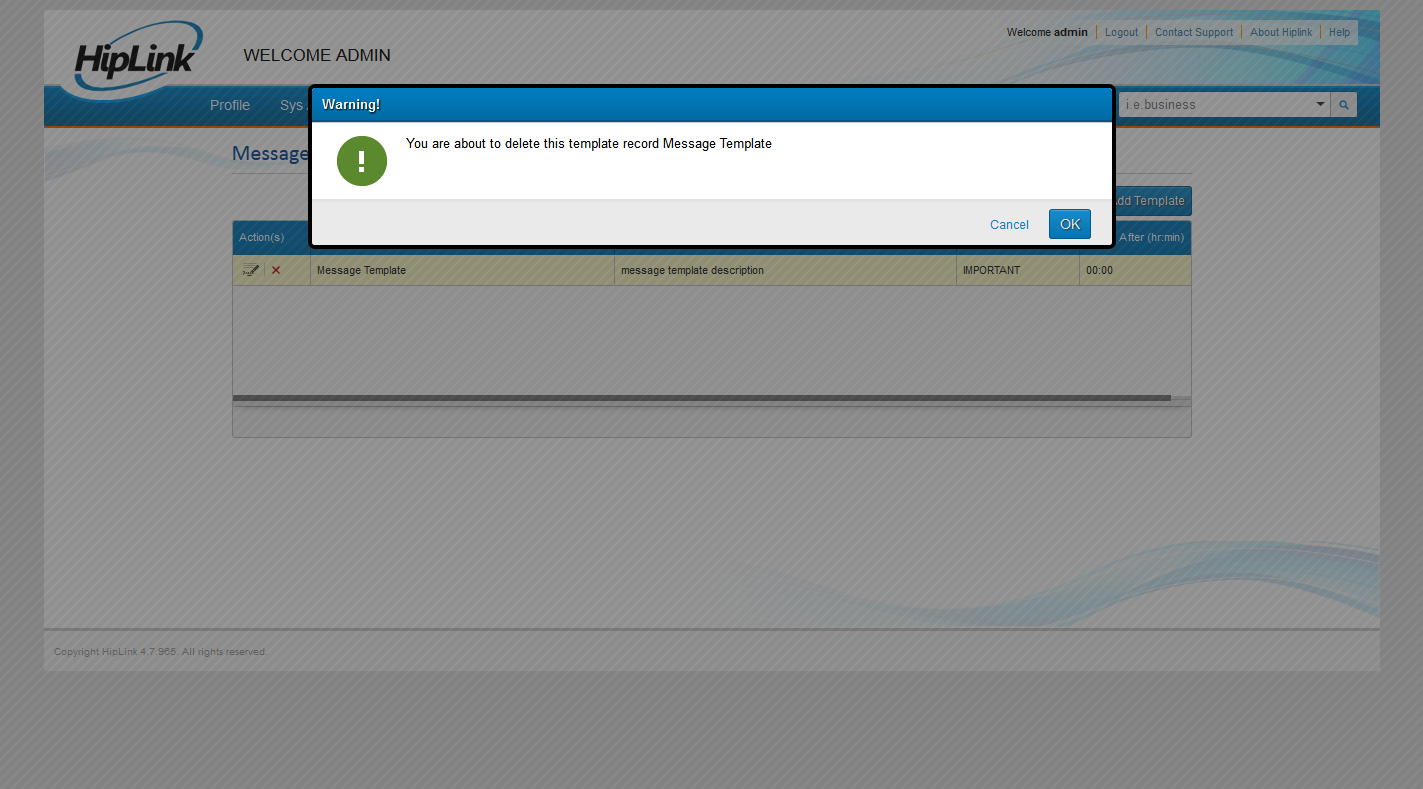 HipLink
WELCOME ADMIN
Welcome admin
Logout
Contact Support
About Hiplink
Help
Profile
Sys
i.e.business
Warning!
You are about to delete this template record Message Template
Cancel
OK
Message
dd Template
Action(s)
After (hr:min)
Message Template
message template description
IMPORTANT
00:00
Copyright HipLink 4.7.965. All rights reserved.